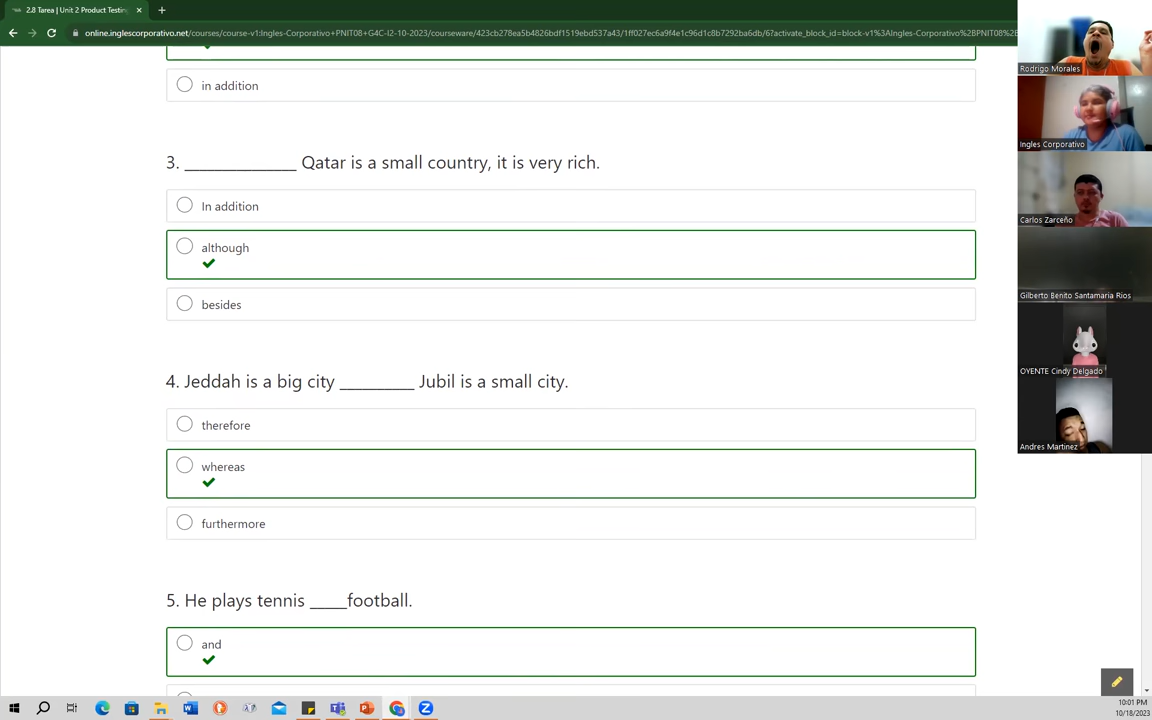 2.8 Tarea | Unit 2 Product Testin
online.inglescorporativo.net/courses/course-v1:Ingles-Corporativo+PNIT08+G4C-I2-10-2023/courseware/423cb278ea5b4826bdf1519ebd537a43/1ff027ec6a9f4e1c96d1c8b7292ba6db/6?activate_block_id=block-v1%3AIngles-Corporativo%2BPNIT08%2B
in addition
3. ______________ Qatar is a small country, it is very rich.
In addition
although
besides
4. Jeddah is a big city _________ Jubil is a small city.
therefore
whereas
furthermore
5. He plays tennis ____football.
and
Rodrigo Morales
Ingles Corporativo
Carlos Zarceño
Gilberto Benito Santamaria Rios
OYENTE Cindy Delgado
Andres Martinez
10:01 PM
10/18/2023